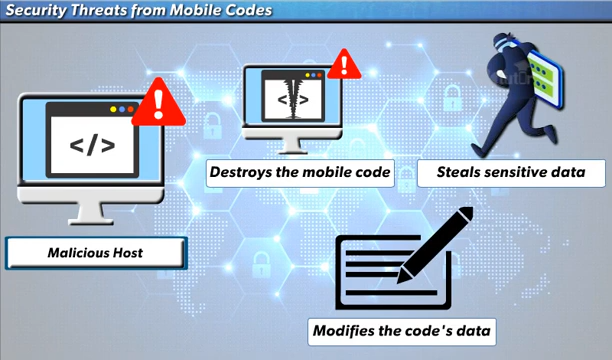 Security Threats from Mobile Codes
</>
</>
Destroys the mobile code
Steals sensitive data
Malicious Host
Modifies the code's data